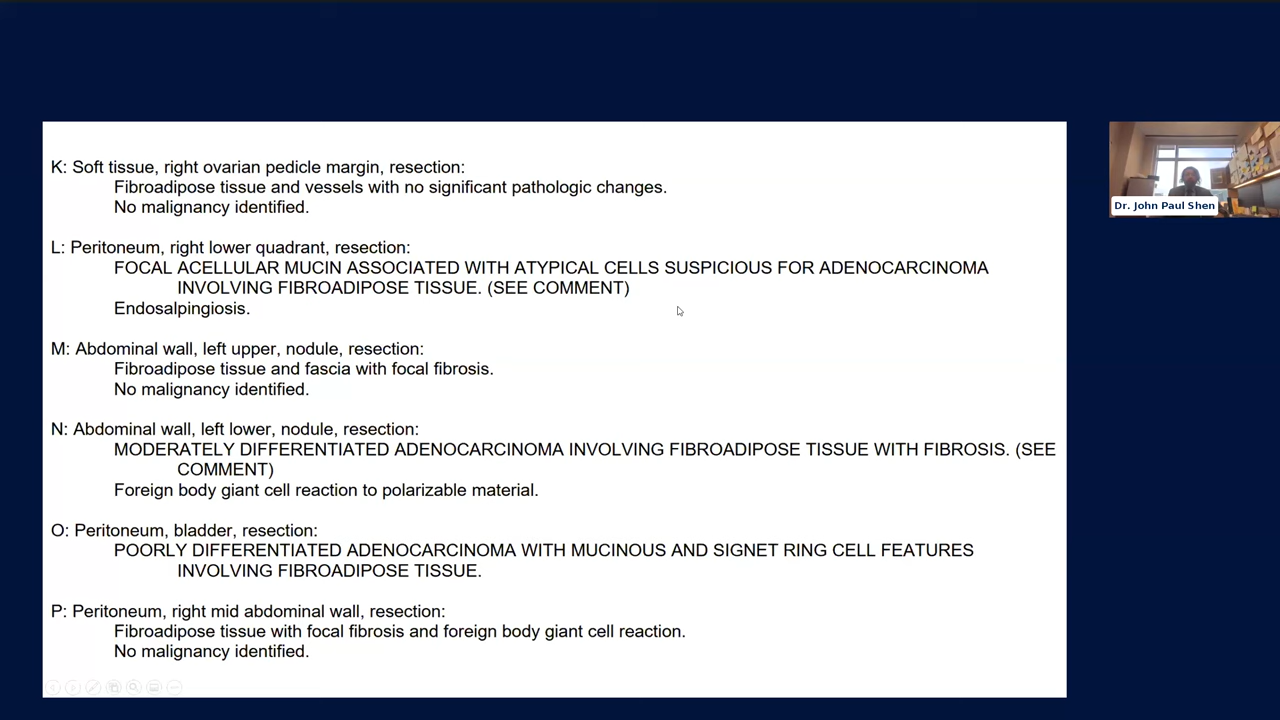 K: Soft tissue, right ovarian pedicle margin, resection:
Fibroadipose tissue and vessels with no significant pathologic changes.
No malignancy identified.
L: Peritoneum, right lower quadrant, resection:
FOCAL ACELLULAR MUCIN ASSOCIATED WITH ATYPICAL CELLS SUSPICIOUS FOR ADENOCARCINOMA
INVOLVING FIBROADIPOSE TISSUE. (SEE COMMENT)
Endosalpingiosis.
M: Abdominal wall, left upper, nodule, resection:
Fibroadipose tissue and fascia with focal fibrosis.
No malignancy identified.
N: Abdominal wall, left lower, nodule, resection:
MODERATELY DIFFERENTIATED ADENOCARCINOMA INVOLVING FIBROADIPOSE TISSUE WITH FIBROSIS. (SEE
COMMENT)
Foreign body giant cell reaction to polarizable material.
O: Peritoneum, bladder, resection:
POORLY DIFFERENTIATED ADENOCARCINOMA WITH MUCINOUS AND SIGNET RING CELL FEATURES
INVOLVING FIBROADIPOSE TISSUE.
P: Peritoneum, right mid abdominal wall, resection:
Fibroadipose tissue with focal fibrosis and foreign body giant cell reaction.
No malignancy identified.
Dr. John Paul Shen